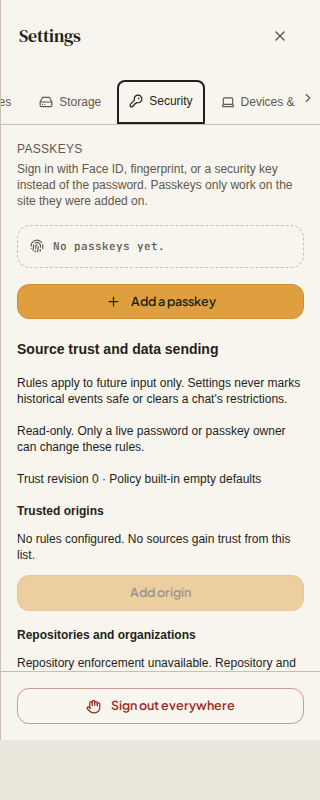 Settings
es
Storage
Security
Devices &
PASSKEYS
Sign in with Face ID, fingerprint, or a security key
instead of the password. Passkeys only work on the
site they were added on.
No passkeys yet.
Add a passkey
Source trust and data sending
Rules apply to future input only. Settings never marks
historical events safe or clears a chat's restrictions.
Read-only. Only a live password or passkey owner
can change these rules.
Trust revision 0 · Policy built-in empty defaults
Trusted origins
No rules configured. No sources gain trust from this
list.
Add origin
Repositories and organizations
Repository enforcement unavailable. Repository and
Sign out everywhere